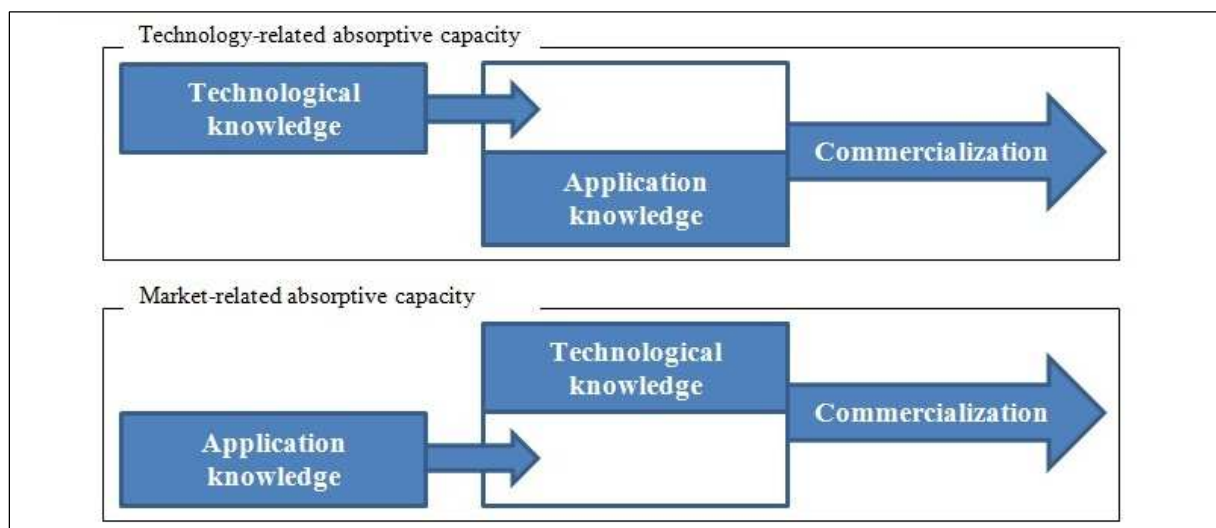 Technology-related absorptive capacity
Technological
knowledge
Application
knowledge
Commercialization
Market-related absorptive capacity
Technological
knowledge
Application
knowledge
Commercialization